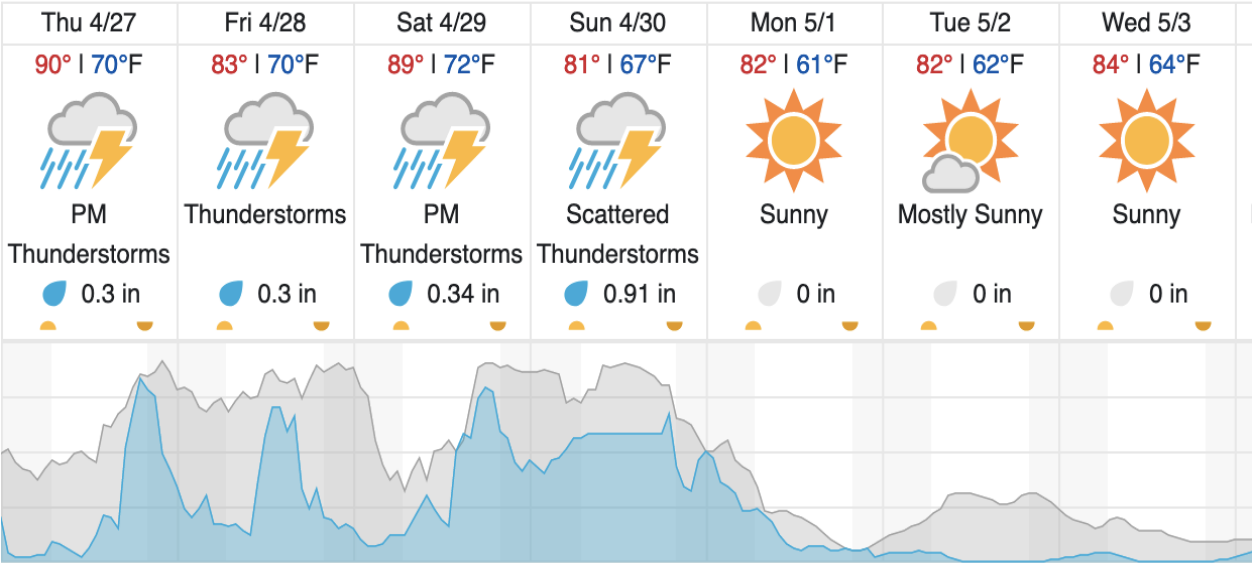 Thu 4/27 Fri 4/28 Sat 4/29 Sun 4/30 Mon 5/1 Tue 5/2 Wed 5/3
90° | 70°F 83° | 70°F 89° | 72°F 81° | 67°F 82° | 61°F 82° | 62°F 84° | 64°F
PM Thunderstorms PM Scattered Sunny Mostly Sunny Sunny
Thunderstorms Thunderstorms Thunderstorms
0.3 in 0.3 in 0.34 in 0.91 in 0 in 0 in 0 in